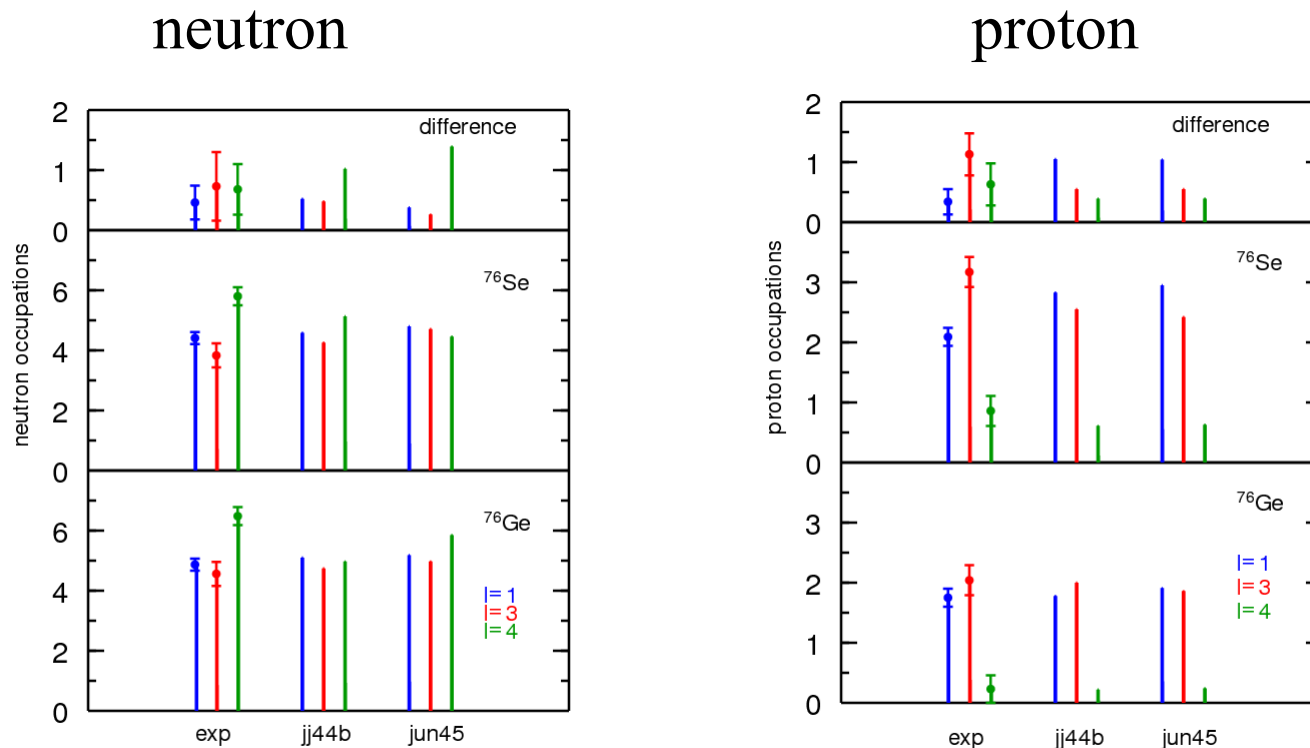 neutron
proton
2
difference
1
0
⁷⁶Se
6
4
2
0
⁷⁶Ge
6
4
2
0
l= 1
l= 3
l= 4
neutron occupations
exp jj44b jun45
2
difference
1
0
⁷⁶Se
3
2
1
0
⁷⁶Ge
3
2
1
0
l= 1
l= 3
l= 4
proton occupations
exp jj44b jun45